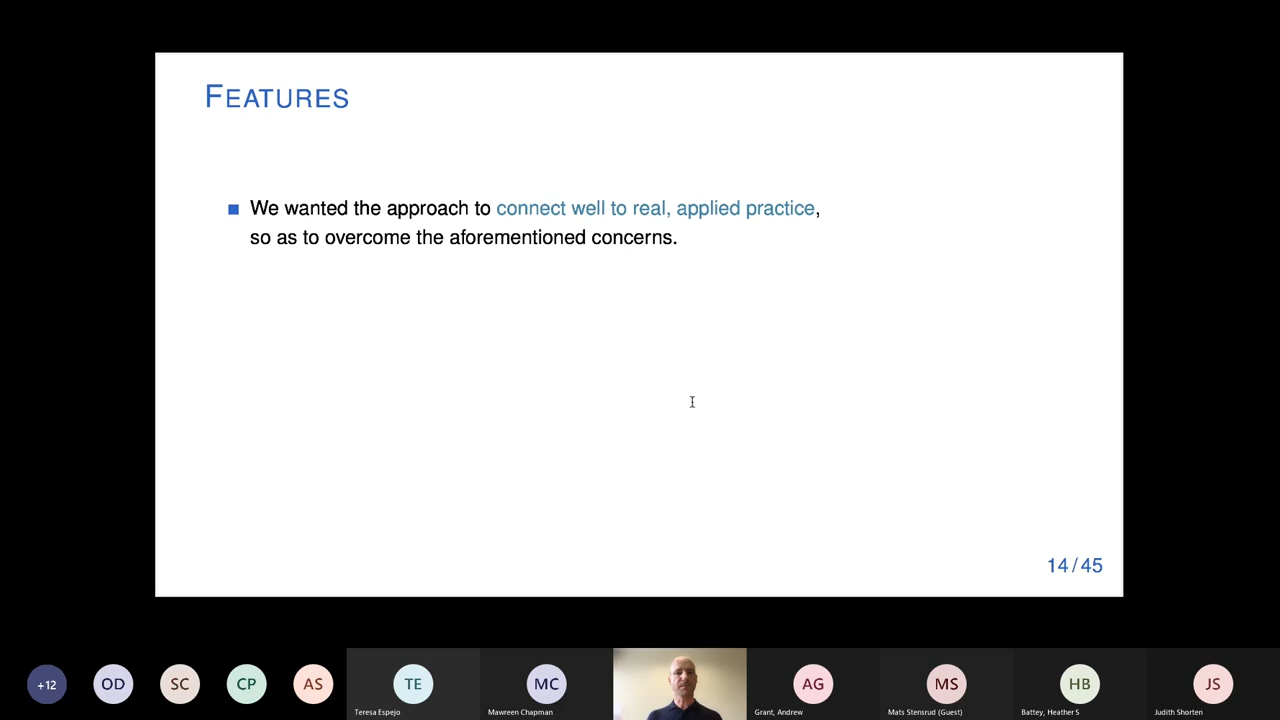 FEATURES
We wanted the approach to connect well to real, applied practice,
so as to overcome the aforementioned concerns.
14/45
+12
OD
SC
CP
AS
TE
MC
AG
MS
HB
JS
Teresa Espejo
Mawreen Chapman
Grant, Andrew
Mats Stensrud (Guest)
Battey, Heather S
Judith Shorten